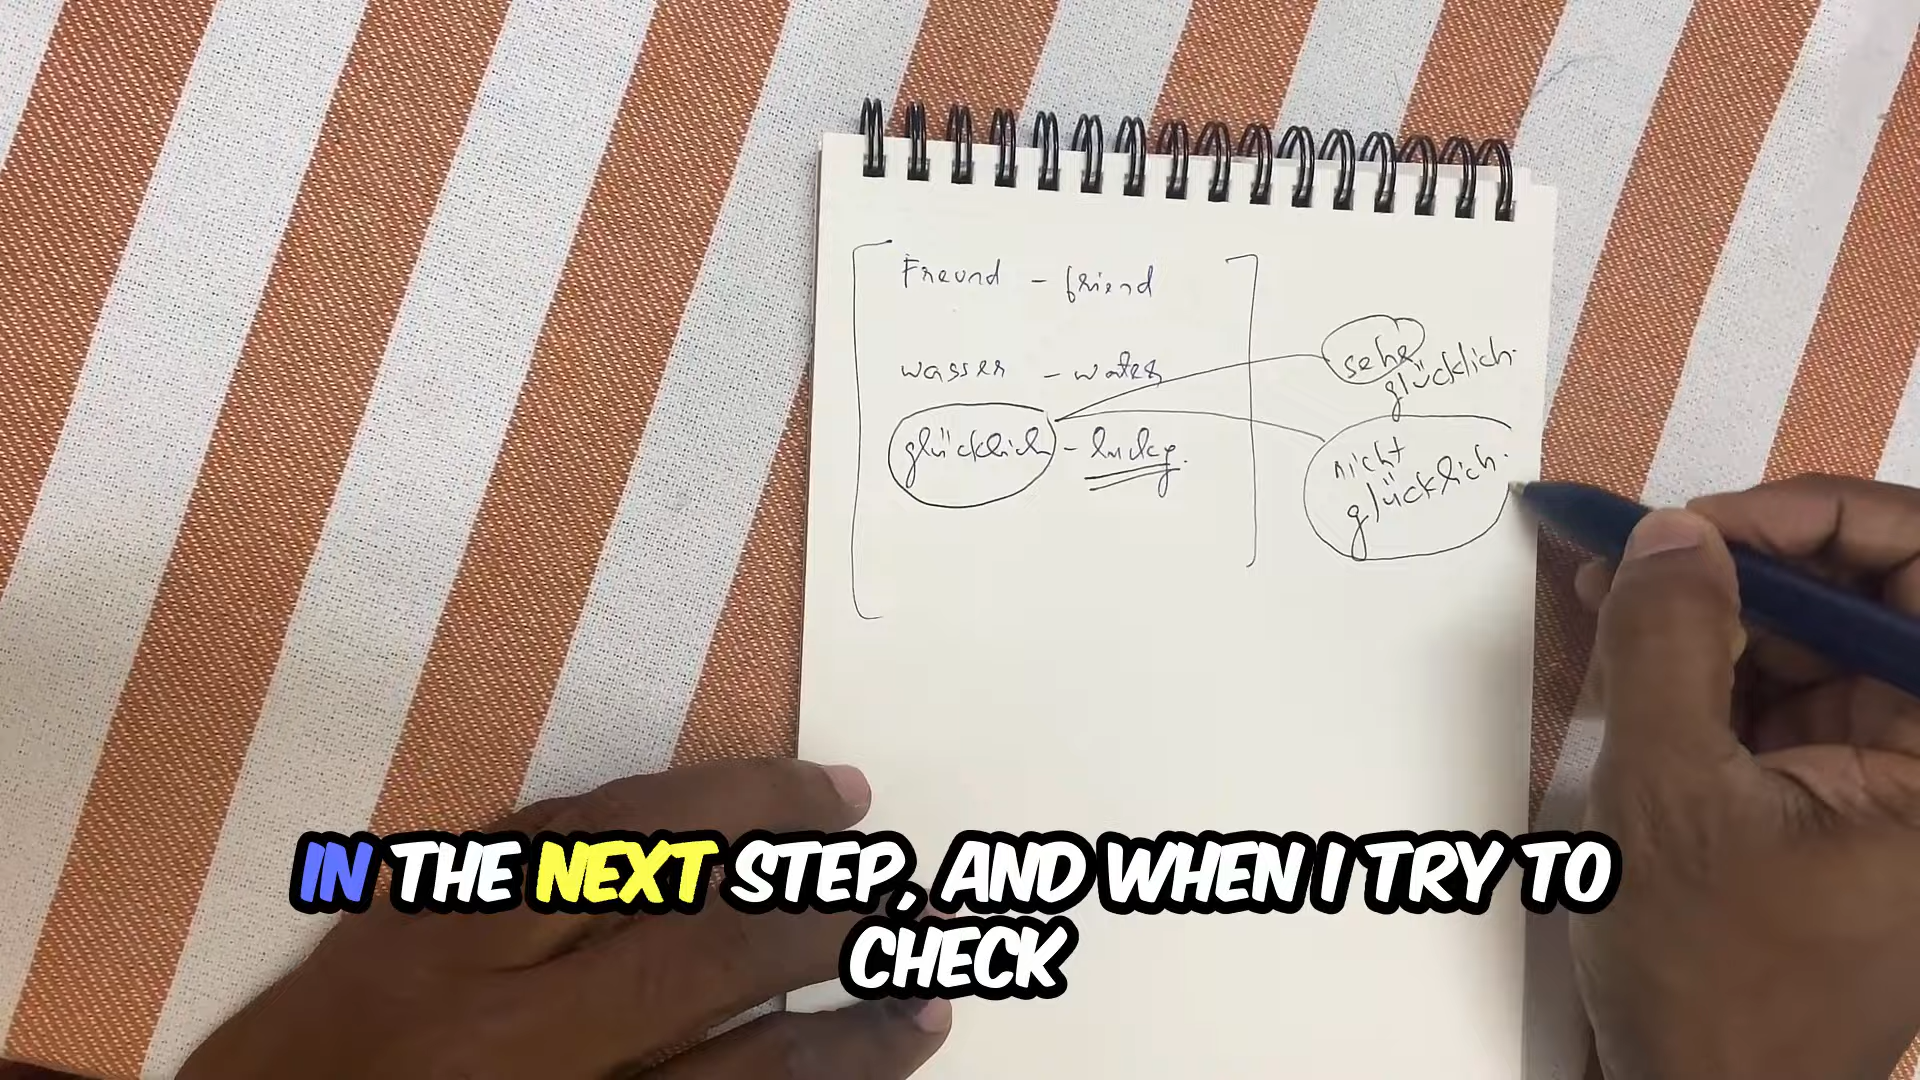 Freund - friend
wasser - water
glücklich - lucky.
sehr
glücklich.
nicht
glücklich.
IN THE NEXT STEP, AND WHEN I TRY TO
CHECK